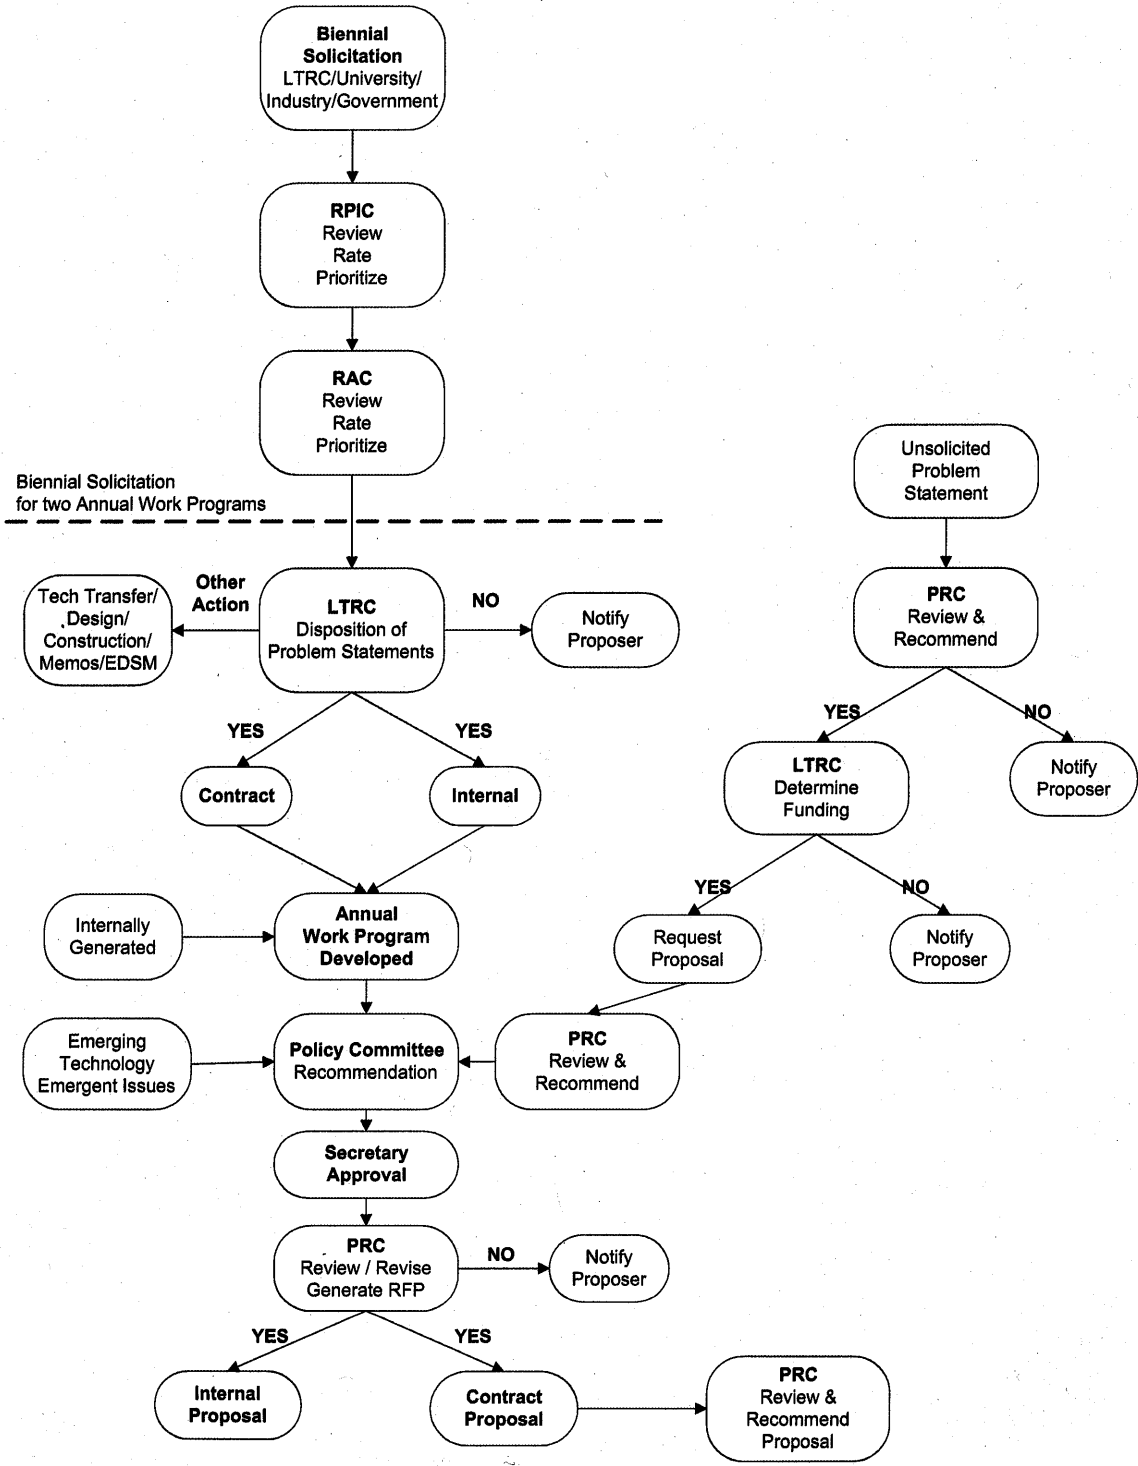 Biennial
Solicitation
LTRC/University/
Industry/Government
RPIC
Review
Rate
Prioritize
RAC
Review
Rate
Prioritize
Biennial Solicitation
for two Annual Work Programs
Unsolicited
Problem
Statement
Other
Action
Tech Transfer/
Design/
Construction/
Memos/EDSM
LTRC
Disposition of
Problem Statements
NO
Notify
Proposer
PRC
Review &
Recommend
YES
YES
Contract
Internal
YES
NO
LTRC
Determine
Funding
Notify
Proposer
YES
NO
Internally
Generated
Annual
Work Program
Developed
Request
Proposal
Notify
Proposer
Emerging
Technology
Emergent Issues
Policy Committee
Recommendation
PRC
Review &
Recommend
Secretary
Approval
PRC
Review / Revise
Generate RFP
NO
Notify
Proposer
YES
YES
Internal
Proposal
Contract
Proposal
PRC
Review &
Recommend
Proposal